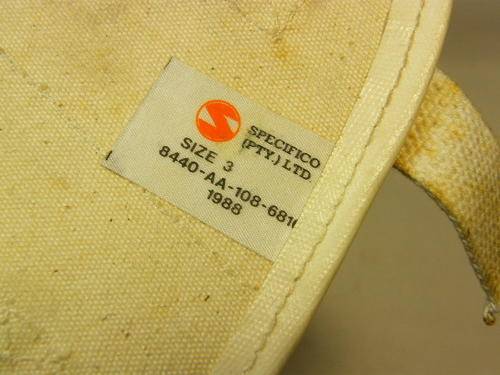 SPECIFICO
(PTY.) LTD
SIZE 3
8440-AA-108-681
1988